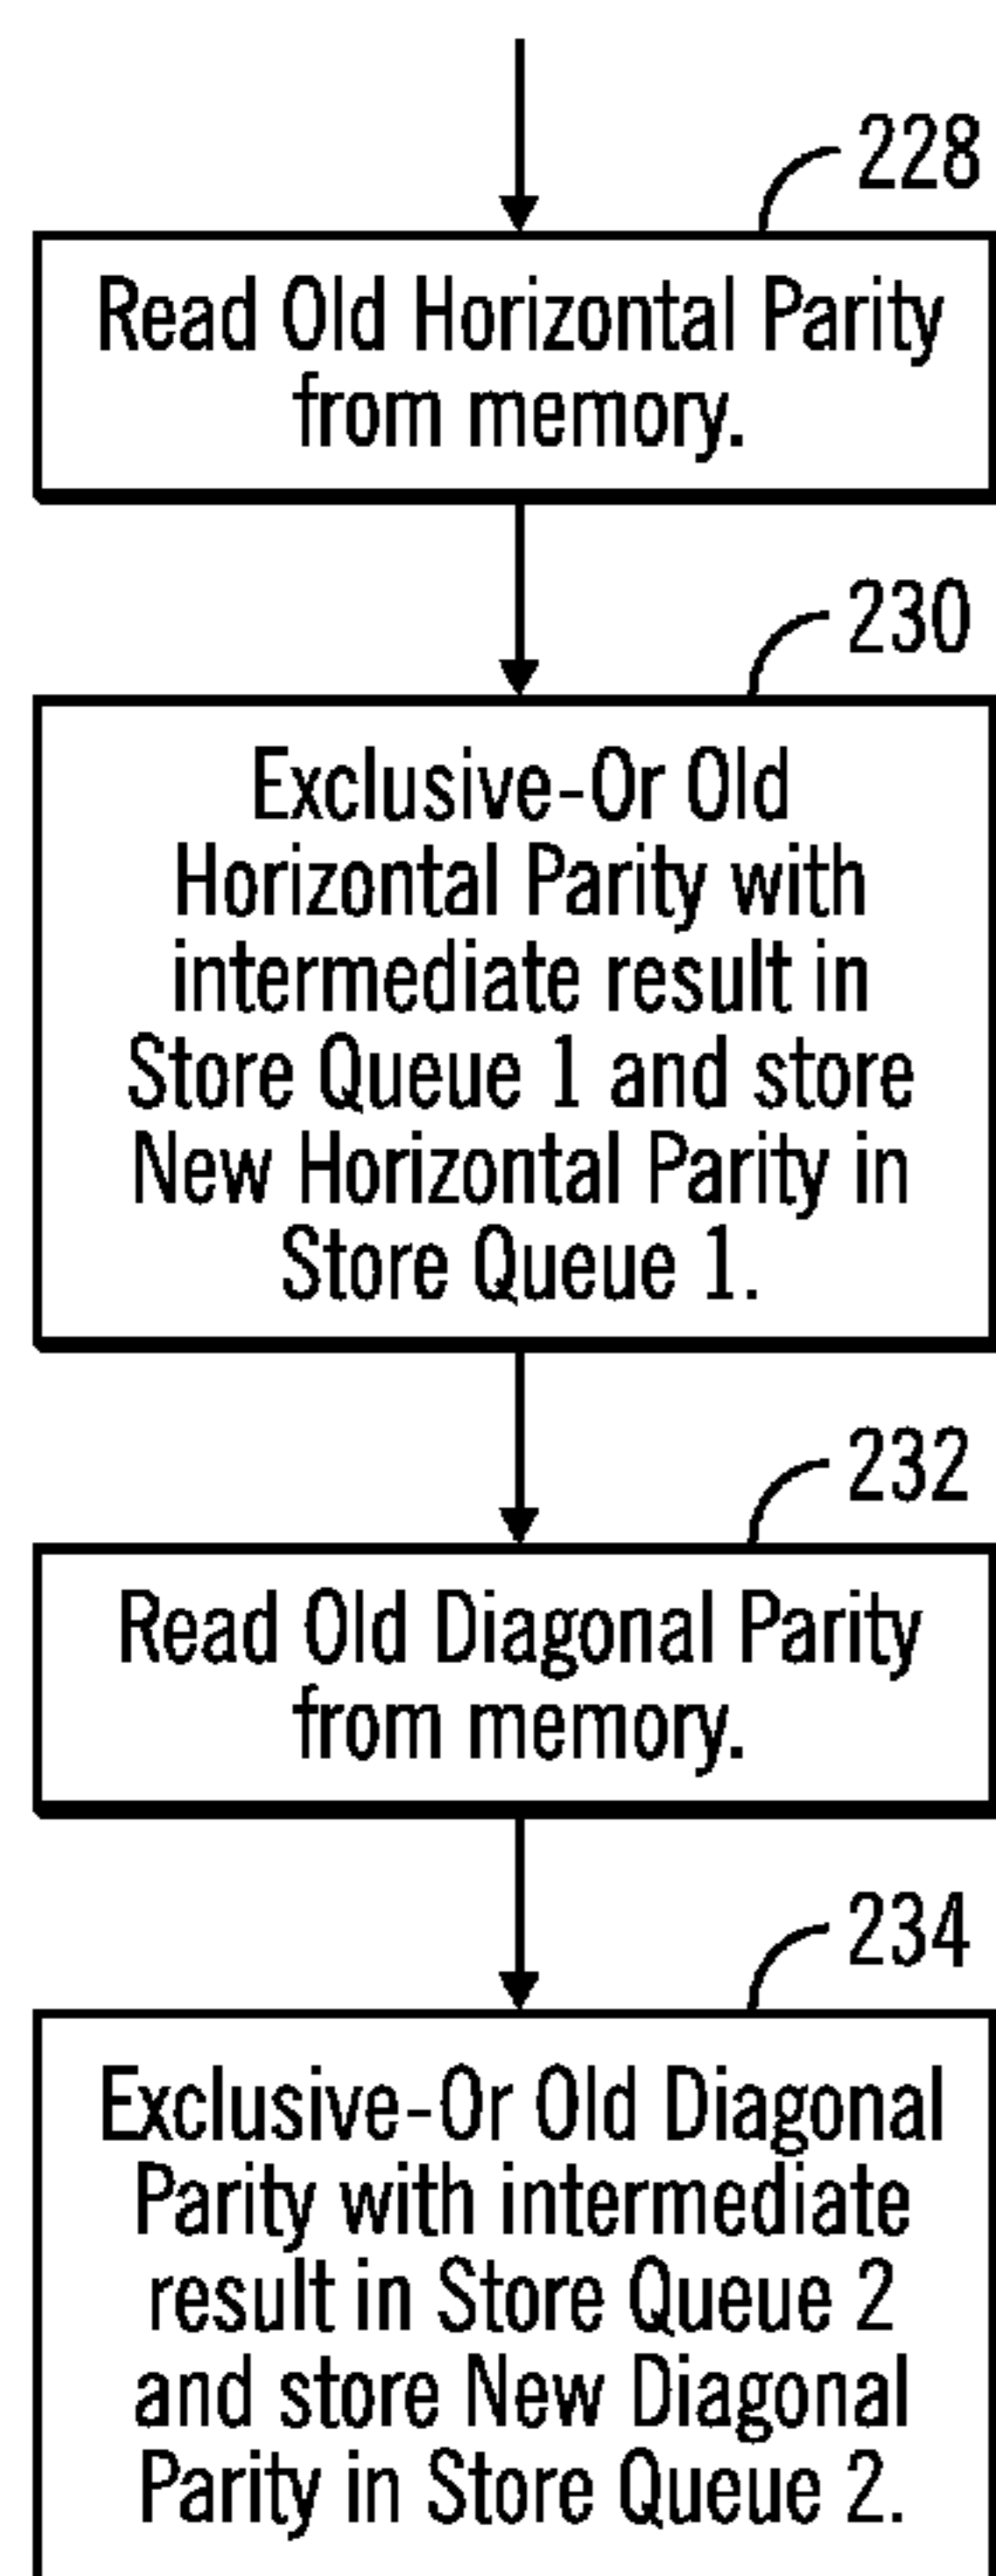 228
Read Old Horizontal Parity
from memory.
230
Exclusive-Or Old
Horizontal Parity with
intermediate result in
Store Queue 1 and store
New Horizontal Parity in
Store Queue 1.
232
Read Old Diagonal Parity
from memory.
234
Exclusive-Or Old Diagonal
Parity with intermediate
result in Store Queue 2
and store New Diagonal
Parity in Store Queue 2.